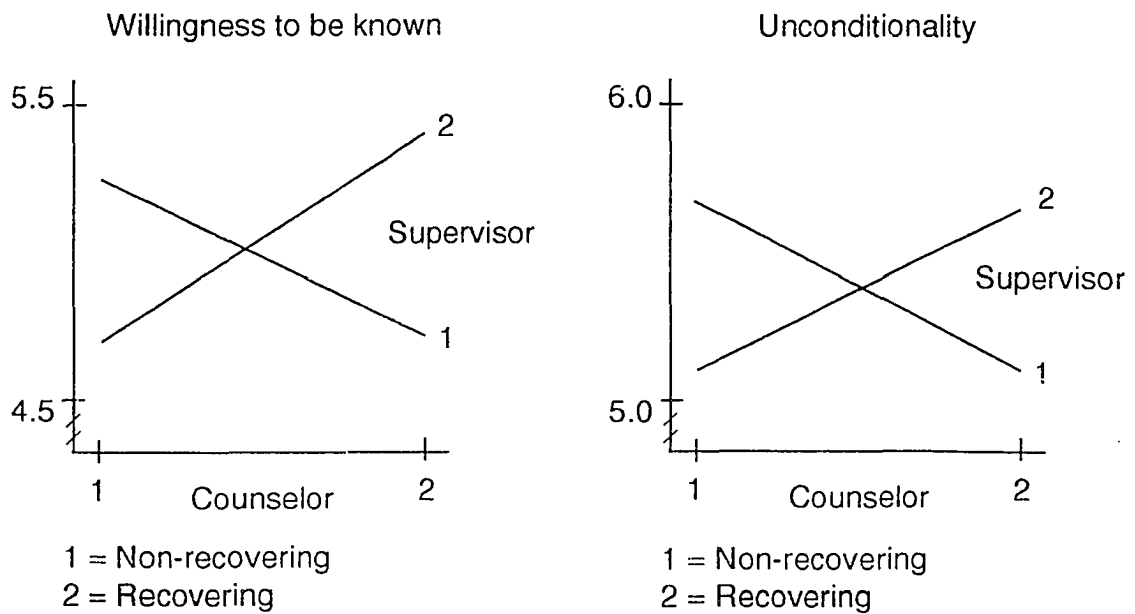 Willingness to be known
5.5
2
Supervisor
1
4.5
1
Counselor
2
1 = Non-recovering
2 = Recovering
Unconditionality
6.0
2
Supervisor
1
5.0
1
Counselor
2
1 = Non-recovering
2 = Recovering